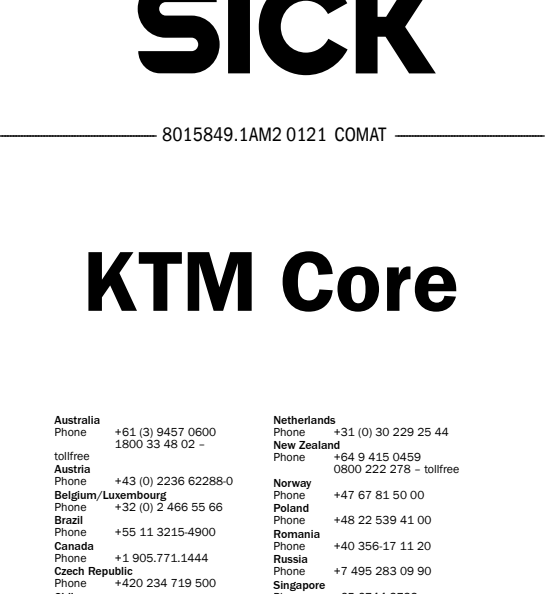 SICK
8015849.1AM2 0121 COMAT
KTM Core
Australia
Phone +61 (3) 9457 0600
1800 33 48 02 –
tollfree
Austria
Phone +43 (0) 2236 62288-0
Belgium/Luxembourg
Phone +32 (0) 2 466 55 66
Brazil
Phone +55 11 3215-4900
Canada
Phone +1 905.771.1444
Czech Republic
Phone +420 234 719 500
Netherlands
Phone +31 (0) 30 229 25 44
New Zealand
Phone +64 9 415 0459
0800 222 278 – tollfree
Norway
Phone +47 67 81 50 00
Poland
Phone +48 22 539 41 00
Romania
Phone +40 356-17 11 20
Russia
Phone +7 495 283 09 90
Singapore